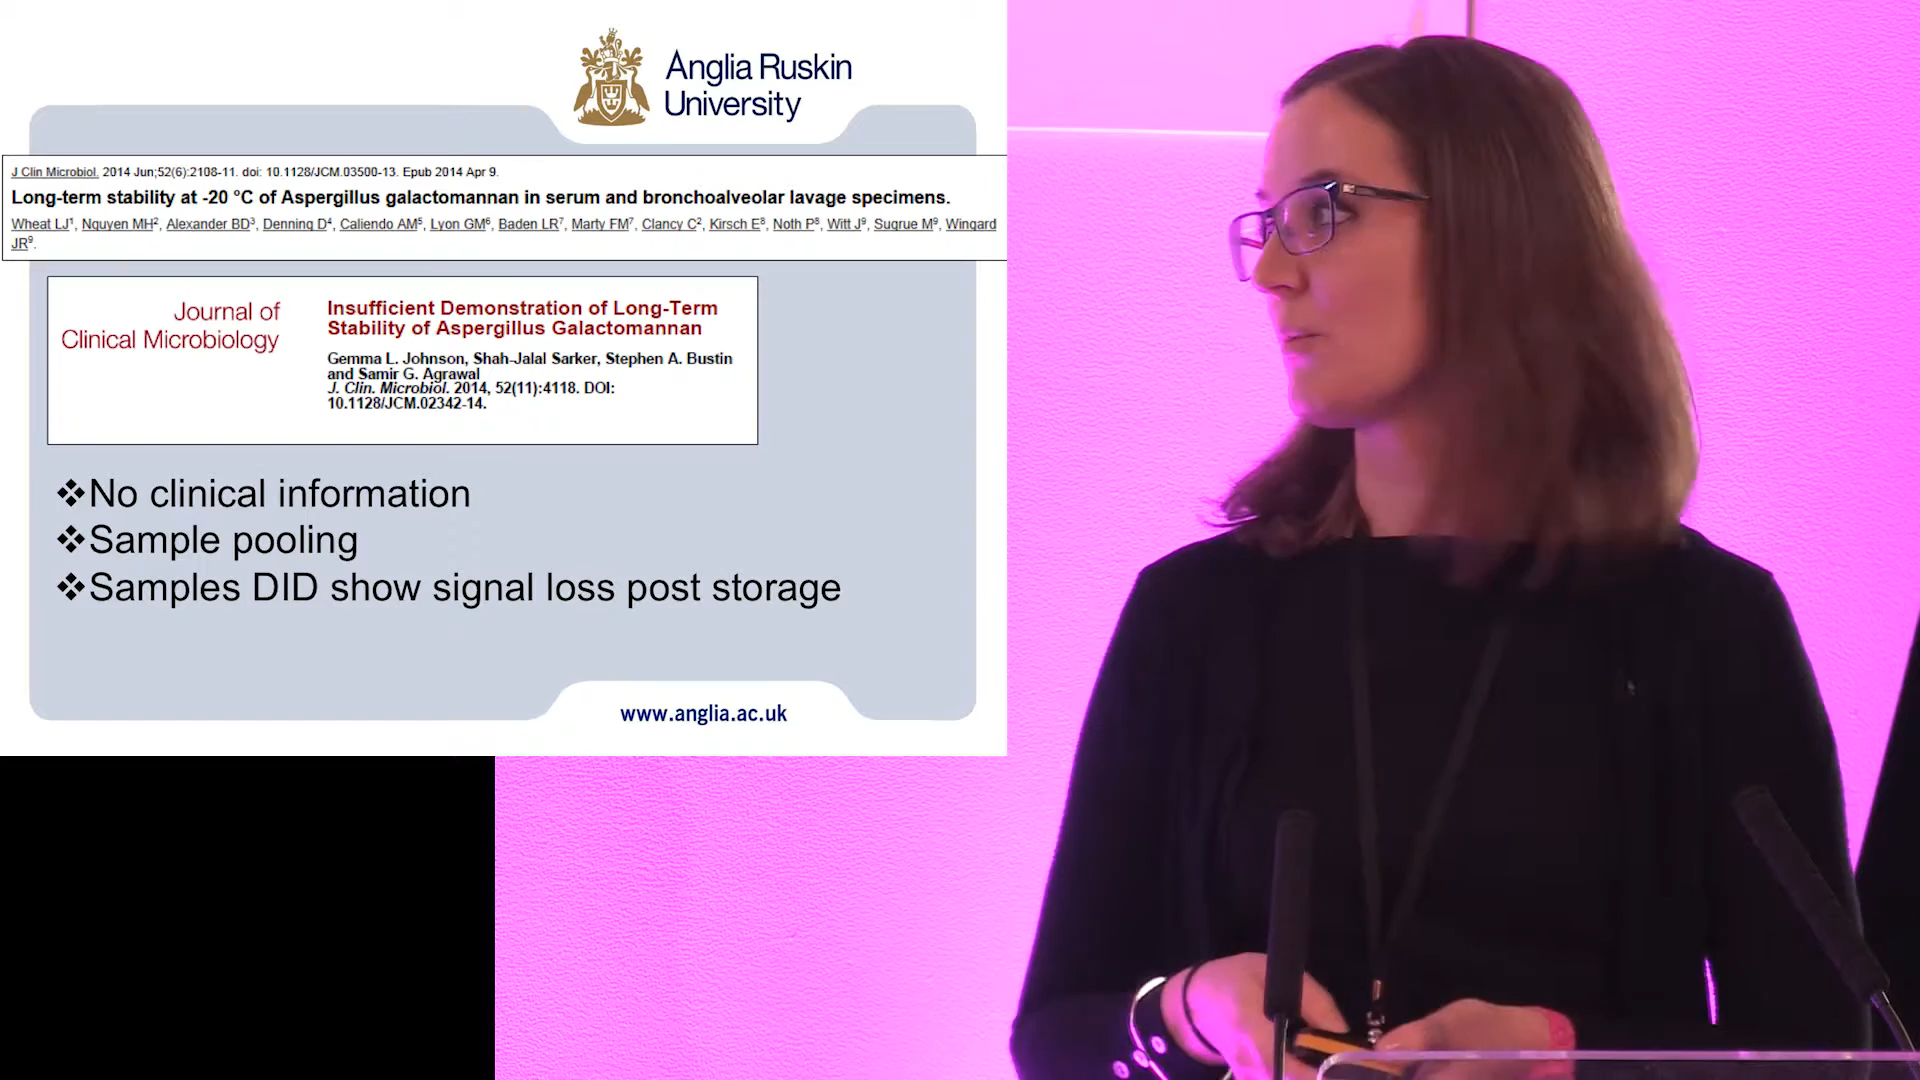 Anglia Ruskin
University
J Clin Microbiol. 2014 Jun;52(6):2108-11. doi: 10.1128/JCM.03500-13. Epub 2014 Apr 9.
Long-term stability at -20 °C of Aspergillus galactomannan in serum and bronchoalveolar lavage specimens.
Wheat LJ1, Nguyen MH2, Alexander BD3, Denning D4, Caliendo AM5, Lyon GM6, Baden LR7, Marty FM7, Clancy C2, Kirsch E8, Noth P8, Witt J9, Sugrue M9, Wingard
JR9.
Journal of
Clinical Microbiology
Insufficient Demonstration of Long-Term
Stability of Aspergillus Galactomannan
Gemma L. Johnson, Shah-Jalal Sarker, Stephen A. Bustin
and Samir G. Agrawal
J. Clin. Microbiol. 2014, 52(11):4118. DOI:
10.1128/JCM.02342-14.
❖No clinical information
❖Sample pooling
❖Samples DID show signal loss post storage
www.anglia.ac.uk